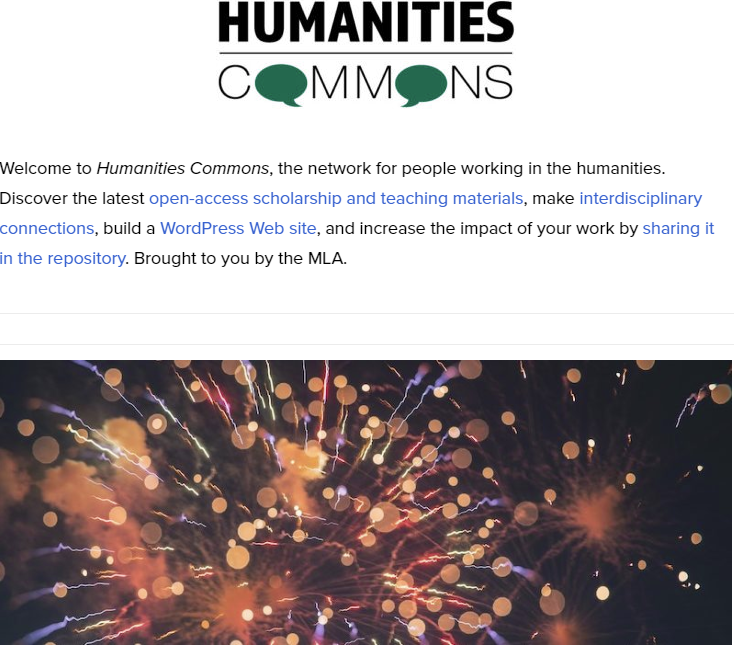 HUMANITIES
COMMONS
Welcome to Humanities Commons, the network for people working in the humanities.
Discover the latest open-access scholarship and teaching materials, make interdisciplinary
connections, build a WordPress Web site, and increase the impact of your work by sharing it
in the repository. Brought to you by the MLA.